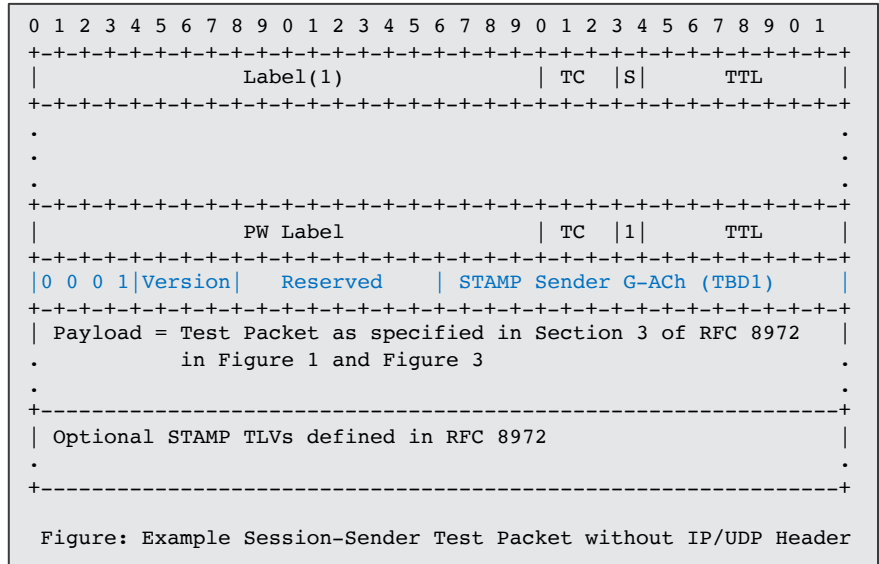 0 1 2 3 4 5 6 7 8 9 0 1 2 3 4 5 6 7 8 9 0 1 2 3 4 5 6 7 8 9 0 1
+-+-+-+-+-+-+-+-+-+-+-+-+-+-+-+-+-+-+-+-+-+-+-+-+-+-+-+-+-+-+-+-+
|                Label(1)                 | TC  |S|      TTL      |
+-+-+-+-+-+-+-+-+-+-+-+-+-+-+-+-+-+-+-+-+-+-+-+-+-+-+-+-+-+-+-+-+
.                                                               .
.                                                               .
.                                                               .
+-+-+-+-+-+-+-+-+-+-+-+-+-+-+-+-+-+-+-+-+-+-+-+-+-+-+-+-+-+-+-+-+
|                PW Label               | TC  |1|      TTL      |
+-+-+-+-+-+-+-+-+-+-+-+-+-+-+-+-+-+-+-+-+-+-+-+-+-+-+-+-+-+-+-+-+
|0 0 0 1|Version|   Reserved    | STAMP Sender G-ACh (TBD1)     |
+-+-+-+-+-+-+-+-+-+-+-+-+-+-+-+-+-+-+-+-+-+-+-+-+-+-+-+-+-+-+-+-+
| Payload = Test Packet as specified in Section 3 of RFC 8972   |
.           in Figure 1 and Figure 3                            .
.                                                               .
+---------------------------------------------------------------+
| Optional STAMP TLVs defined in RFC 8972                       |
.                                                               .
+---------------------------------------------------------------+
Figure: Example Session-Sender Test Packet without IP/UDP Header